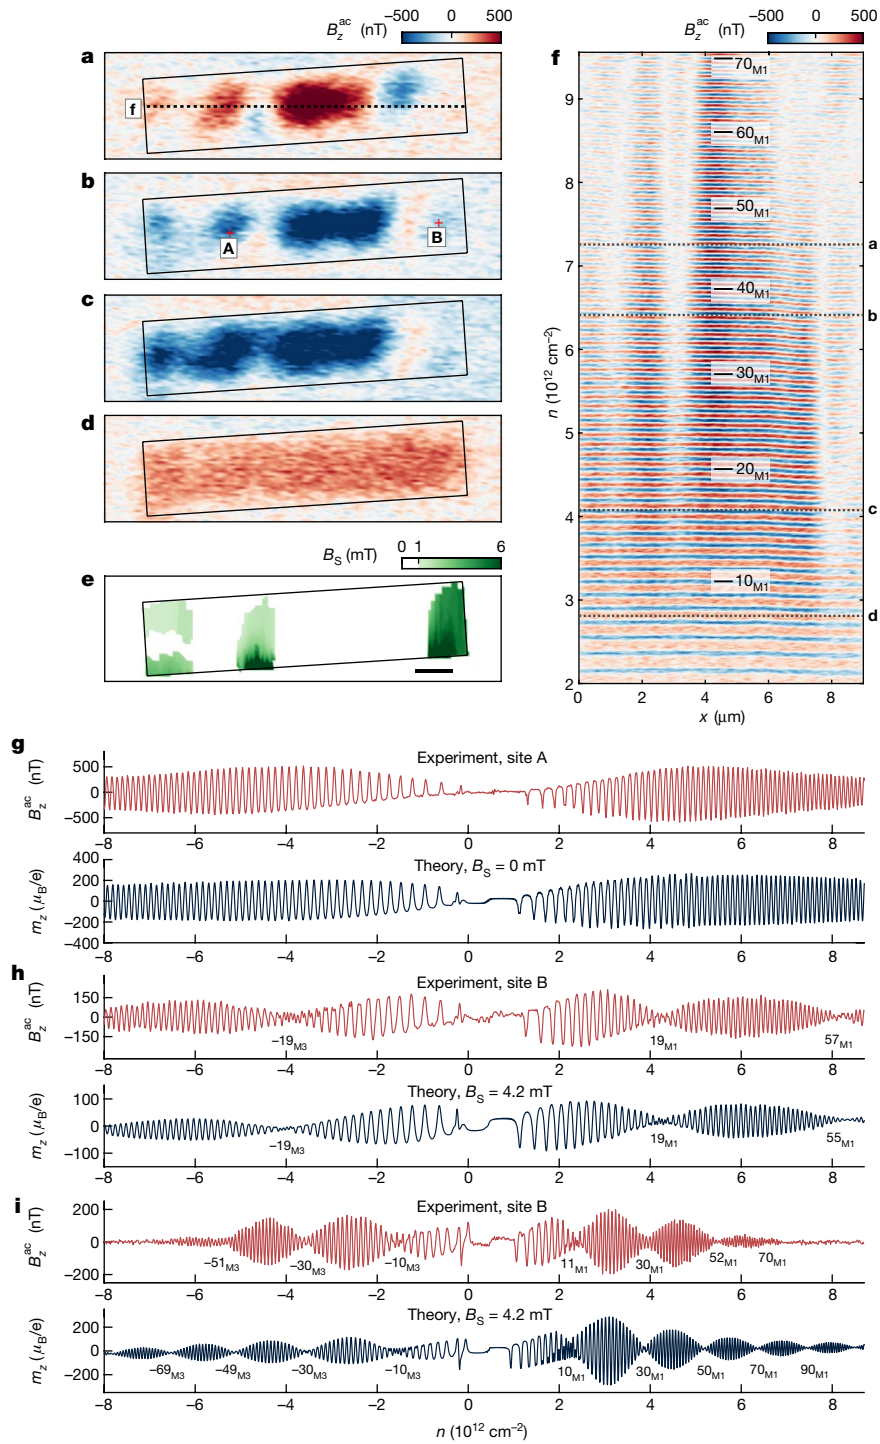 B_z^ac (nT)
−500 0 500
a
f
b
A
B
c
d
B_S (mT)
0 1 6
e
B_z^ac (nT)
−500 0 500
f
70_M1
60_M1
50_M1
40_M1
30_M1
20_M1
10_M1
9
8
7
6
5
4
3
2
n (10^12 cm^−2)
a
b
c
d
0 2 4 6 8
x (μm)
g
Experiment, site A
B_z^ac (nT)
500
0
−500
−8 −6 −4 −2 0 2 4 6 8
Theory, B_S = 0 mT
m_z (μ_B/e)
400
200
0
−200
−400
−8 −6 −4 −2 0 2 4 6 8
h
Experiment, site B
B_z^ac (nT)
150
0
−150
−19_M3 19_M1 57_M1
−8 −6 −4 −2 0 2 4 6 8
Theory, B_S = 4.2 mT
m_z (μ_B/e)
100
0
−100
−19_M3 19_M1 55_M1
−8 −6 −4 −2 0 2 4 6 8
i
Experiment, site B
B_z^ac (nT)
200
0
−200
−51_M3 −30_M3 −10_M3 11_M1 30_M1 52_M1 70_M1
−8 −6 −4 −2 0 2 4 6 8
Theory, B_S = 4.2 mT
m_z (μ_B/e)
200
0
−200
−69_M3 −49_M3 −30_M3 −10_M3 10_M1 30_M1 50_M1 70_M1 90_M1
−8 −6 −4 −2 0 2 4 6 8
n (10^12 cm^−2)